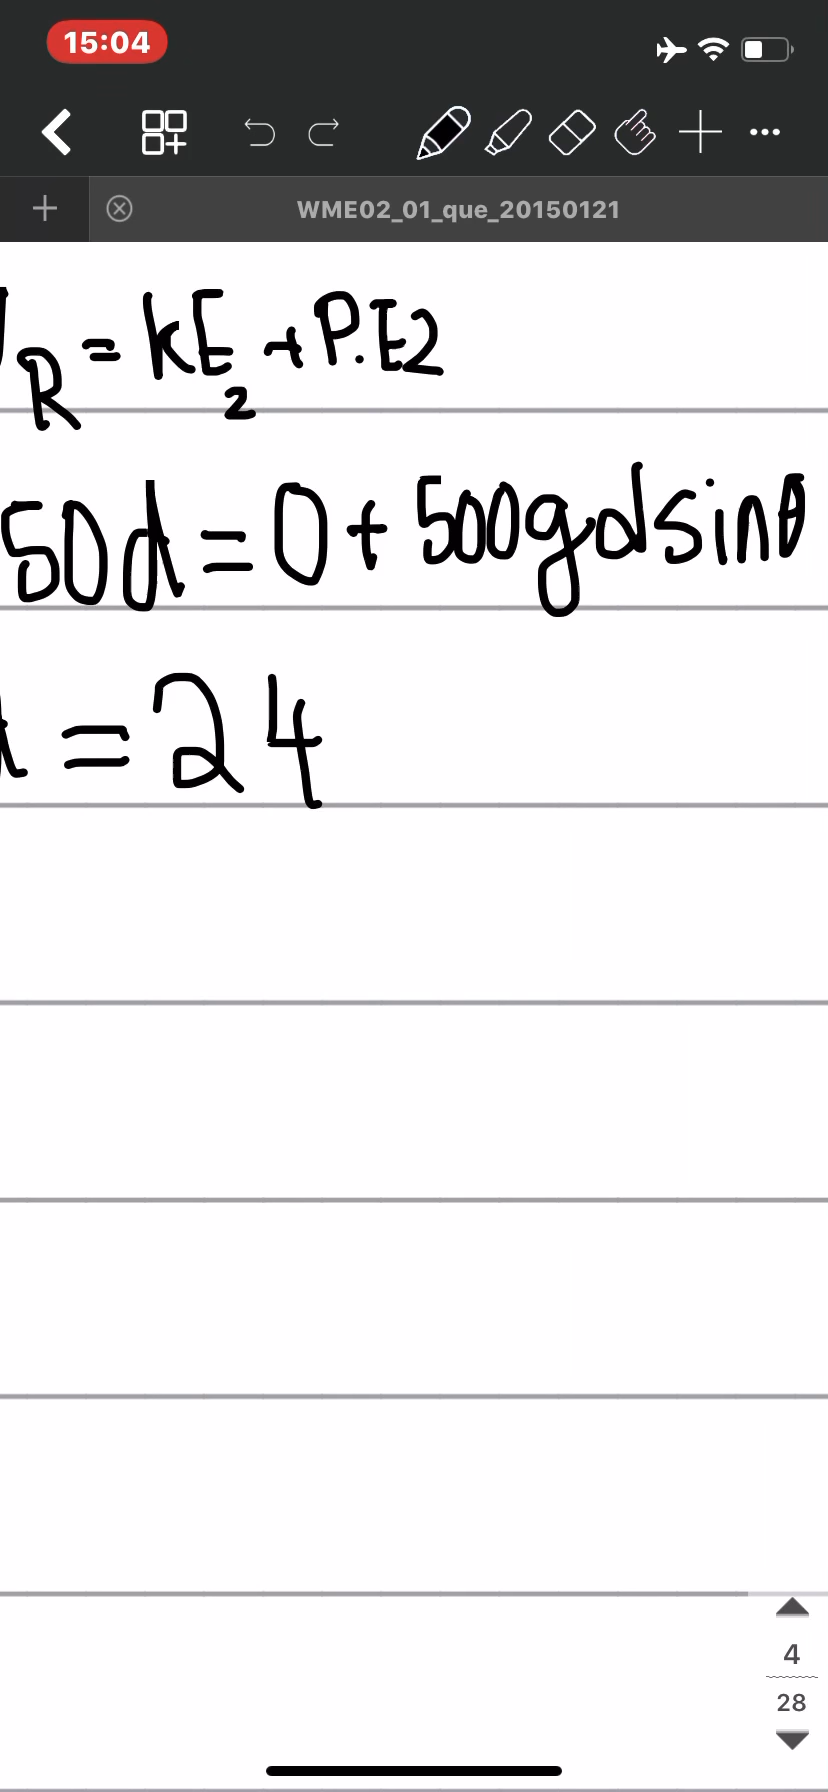 15:04
WME02_01_que_20150121
R = KE2 + P.E2
50d = 0 + 500gdsinθ
= 24
4
28